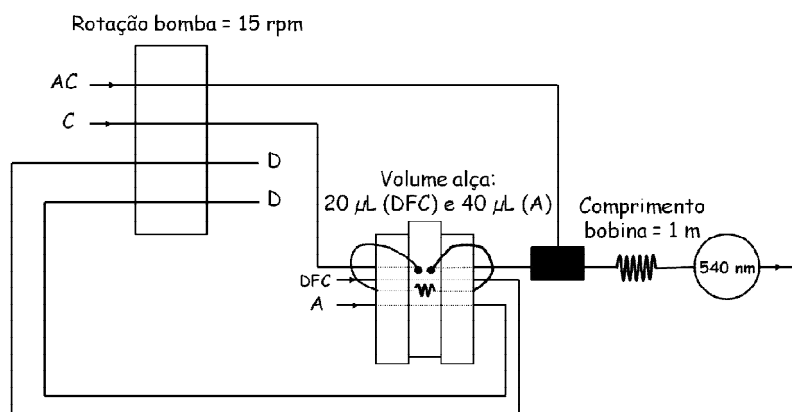 Rotação bomba = 15 rpm
AC
C
D
D
Volume alça:
20 μL (DFC) e 40 μL (A)
Comprimento
bobina = 1 m
DFC
A
540 nm